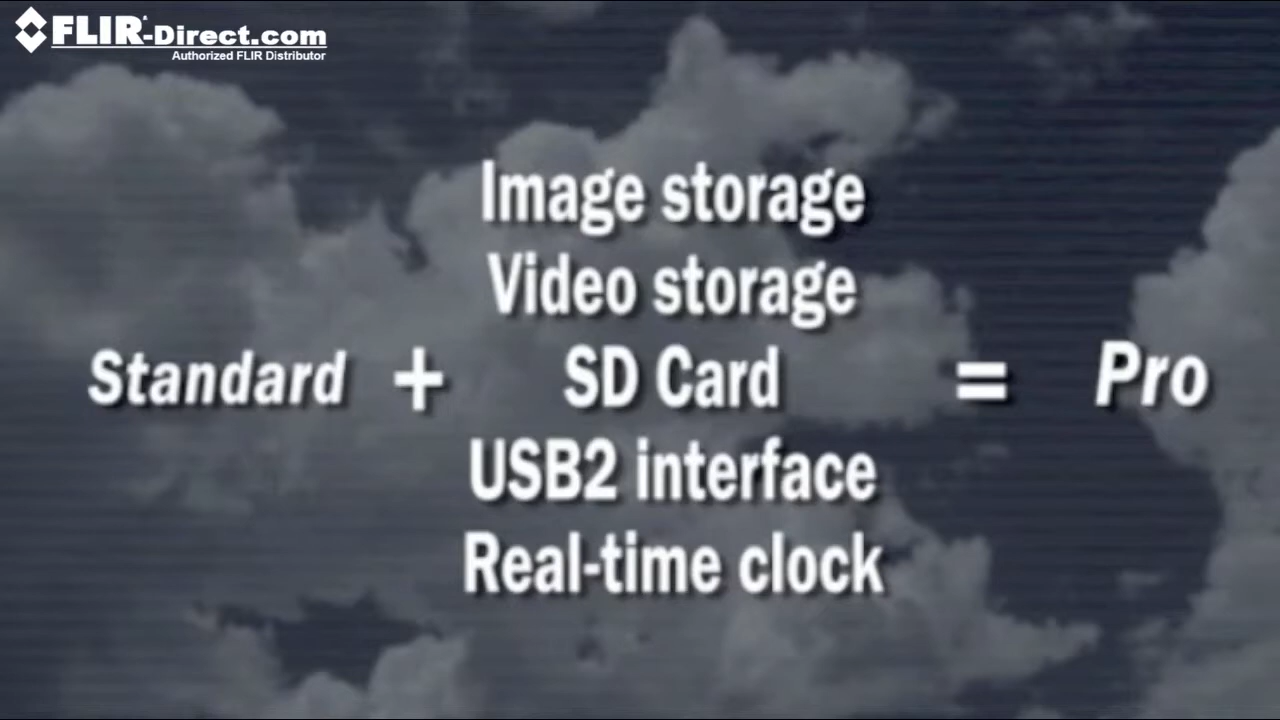 FLIR-Direct.com
Authorized FLIR Distributor
Image storage
Video storage
Standard + SD Card = Pro
USB2 interface
Real-time clock